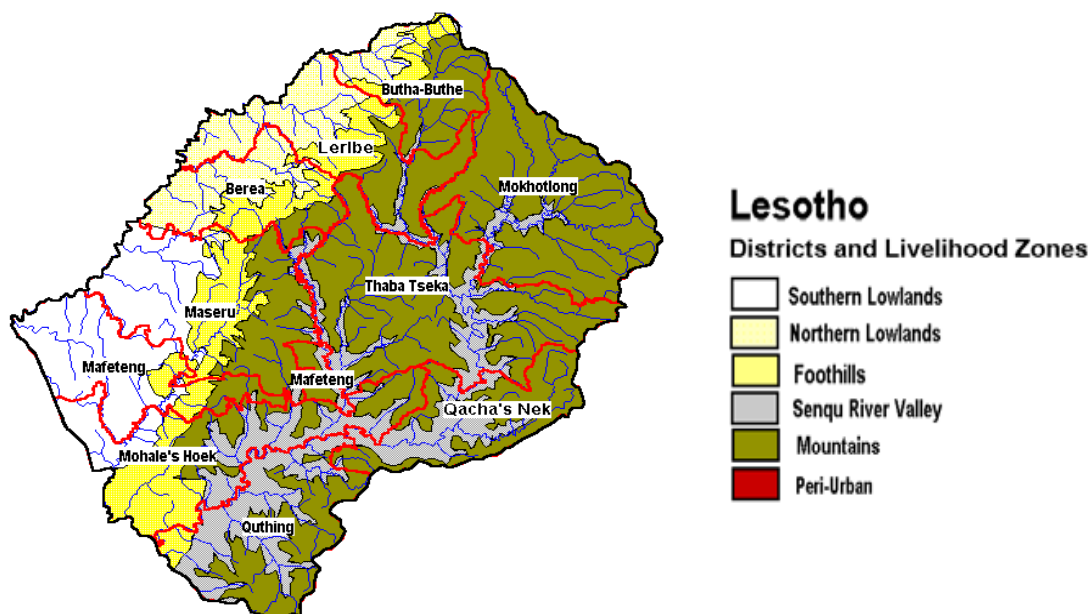 Butha-Buthe
Leribe
Berea
Mokhotlong
Thaba Tseka
Maseru
Mafeteng
Mafeteng
Qacha's Nek
Mohale's Hoek
Quthing
Lesotho
Districts and Livelihood Zones
Southern Lowlands
Northern Lowlands
Foothills
Senqu River Valley
Mountains
Peri-Urban